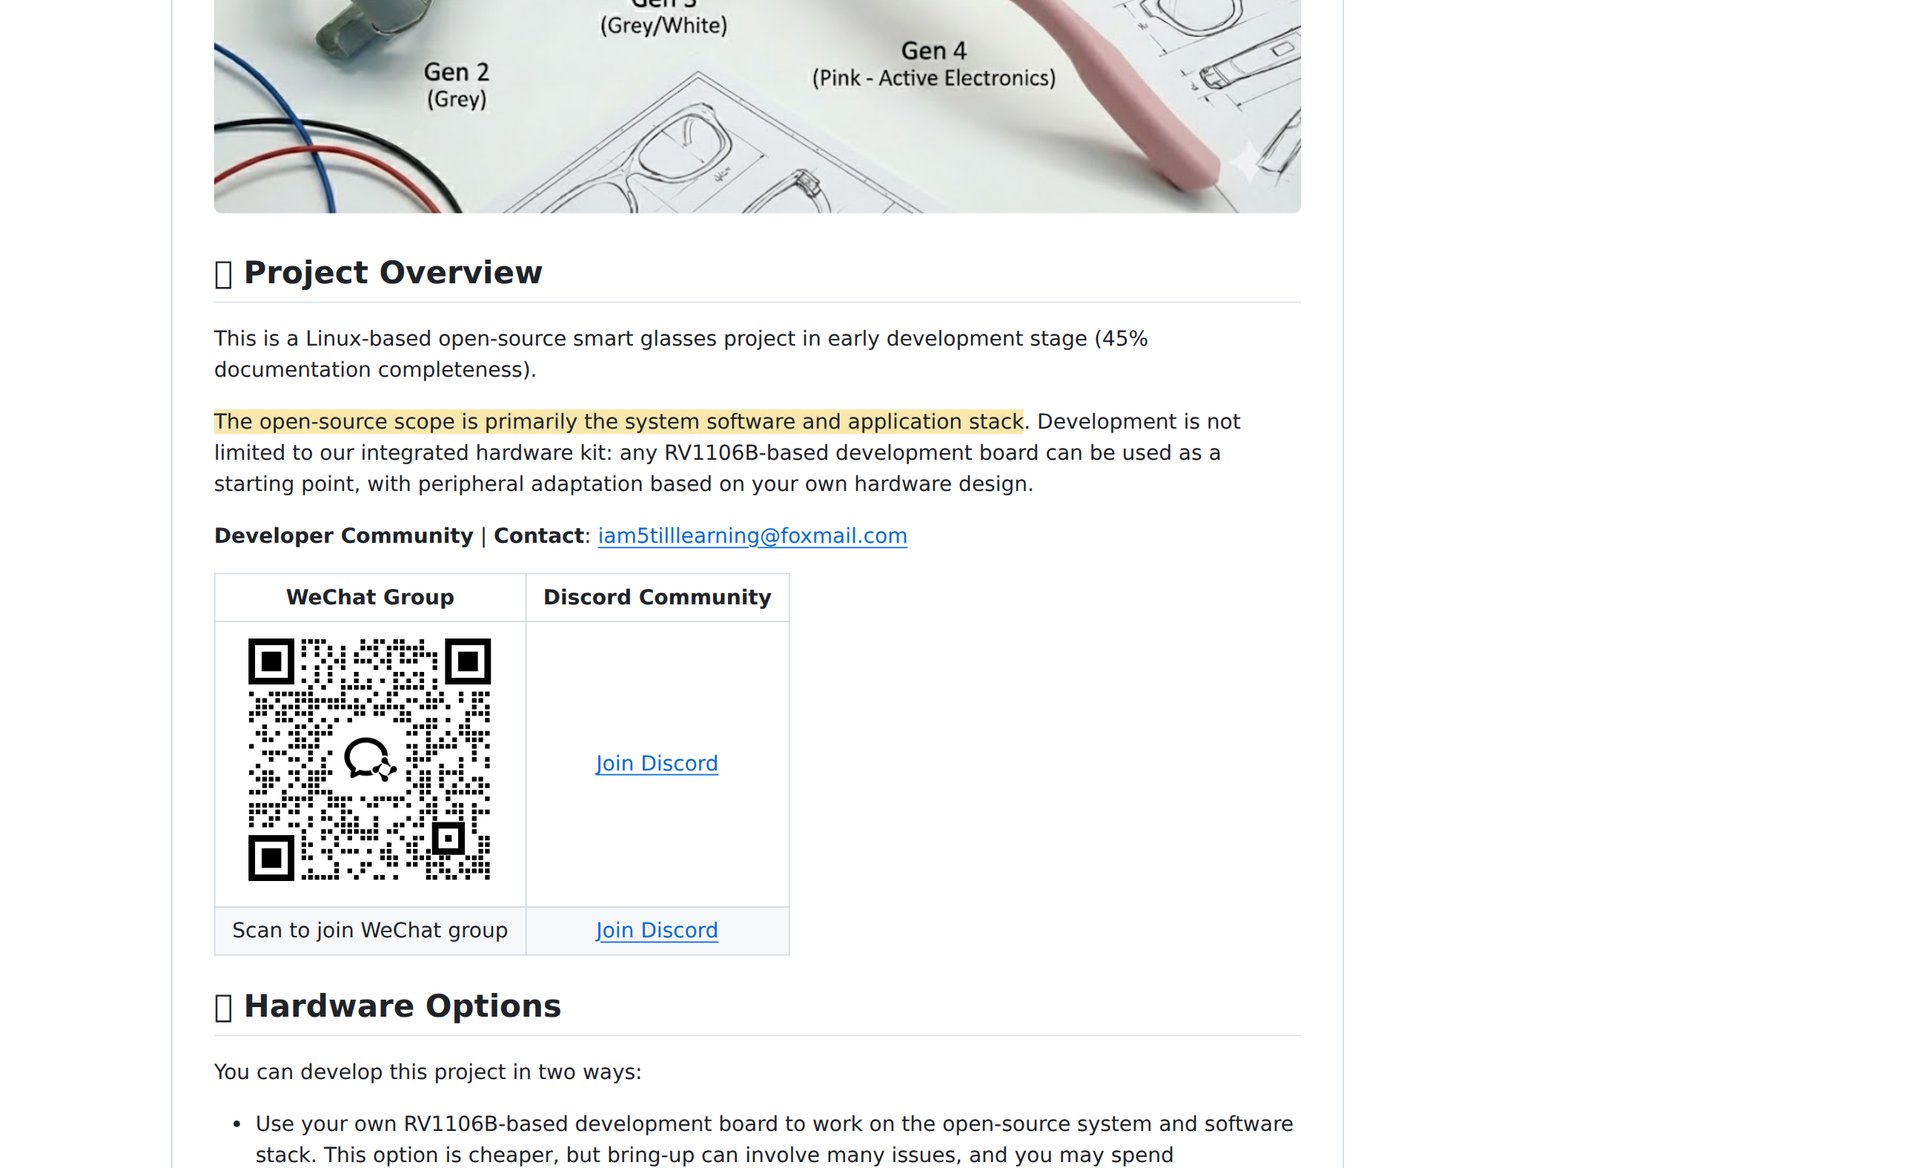 (Grey/White)
Gen 4
(Pink - Active Electronics)
Gen 2
(Grey)
Project Overview
This is a Linux-based open-source smart glasses project in early development stage (45%
documentation completeness).
The open-source scope is primarily the system software and application stack. Development is not
limited to our integrated hardware kit: any RV1106B-based development board can be used as a
starting point, with peripheral adaptation based on your own hardware design.
Developer Community | Contact: iam5tilllearning@foxmail.com
WeChat Group
Discord Community
Join Discord
Scan to join WeChat group
Join Discord
Hardware Options
You can develop this project in two ways:
• Use your own RV1106B-based development board to work on the open-source system and software
stack. This option is cheaper, but bring-up can involve many issues, and you may spend